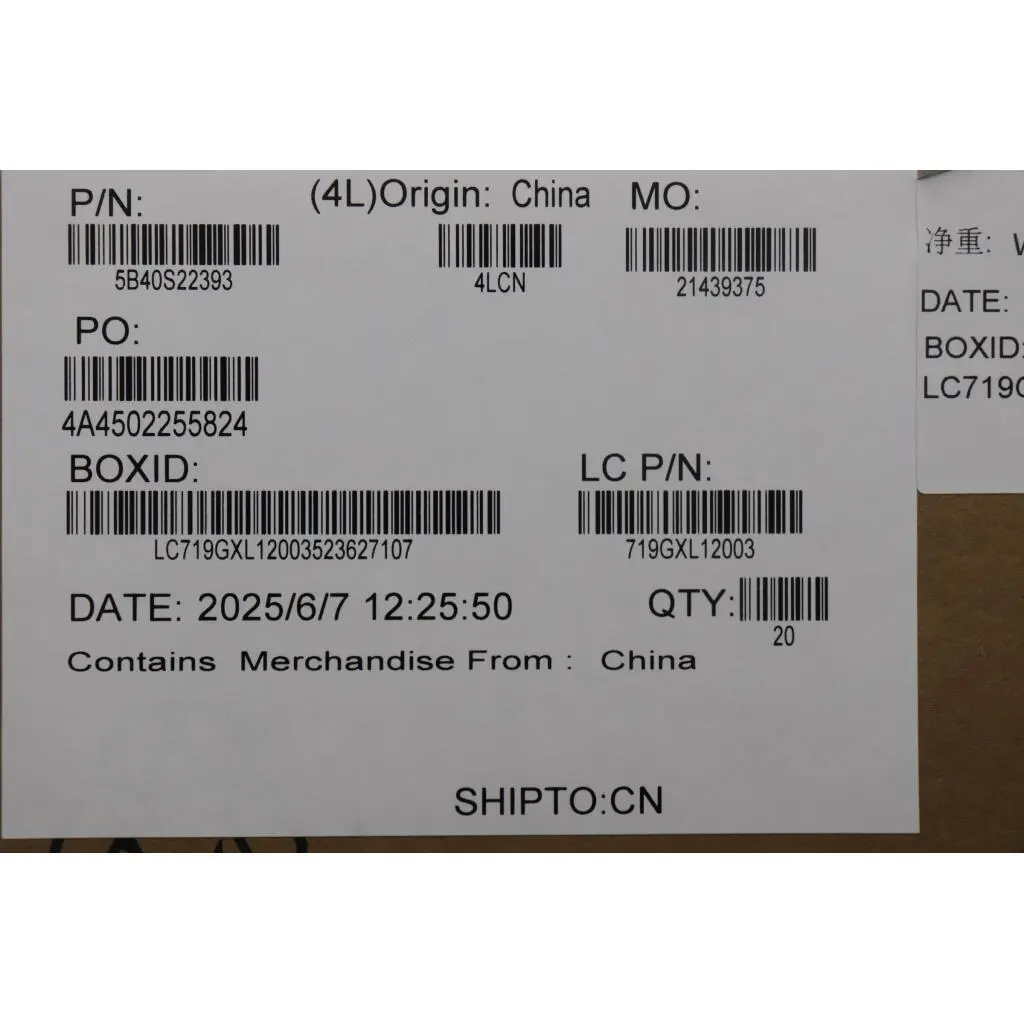 P/N:
(4L)Origin: China
MO:
5B40S22393
4LCN
21439375
PO:
4A4502255824
BOXID:
LC P/N:
LC719GXL12003523627107
719GXL12003
DATE: 2025/6/7 12:25:50
QTY:
20
Contains Merchandise From : China
SHIPTO:CN
净重:
DATE:
BOXID:
LC719